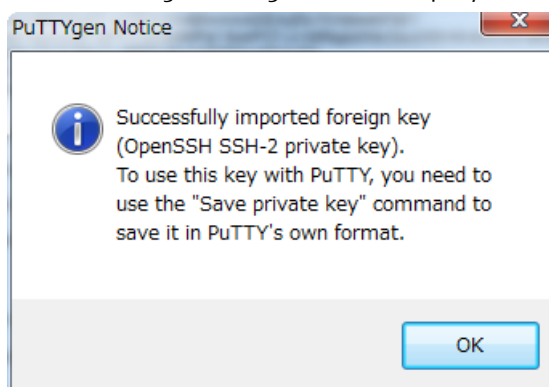 PuTTYgen Notice
Successfully imported foreign key
(OpenSSH SSH-2 private key).
To use this key with PuTTY, you need to
use the "Save private key" command to
save it in PuTTY's own format.
OK